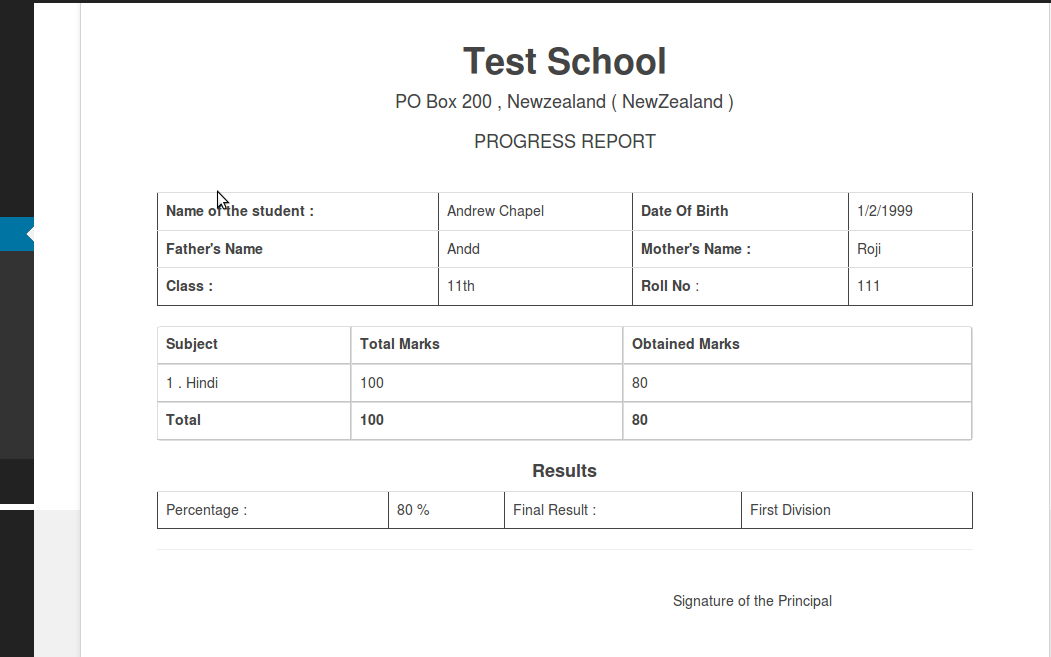 Test School
PO Box 200 , Newzealand ( NewZealand )
PROGRESS REPORT
Name of the student : Andrew Chapel Date Of Birth 1/2/1999
Father's Name Andd Mother's Name : Roji
Class : 11th Roll No : 111
Subject Total Marks Obtained Marks
1 . Hindi 100 80
Total 100 80
Results
Percentage : 80 % Final Result : First Division
Signature of the Principal